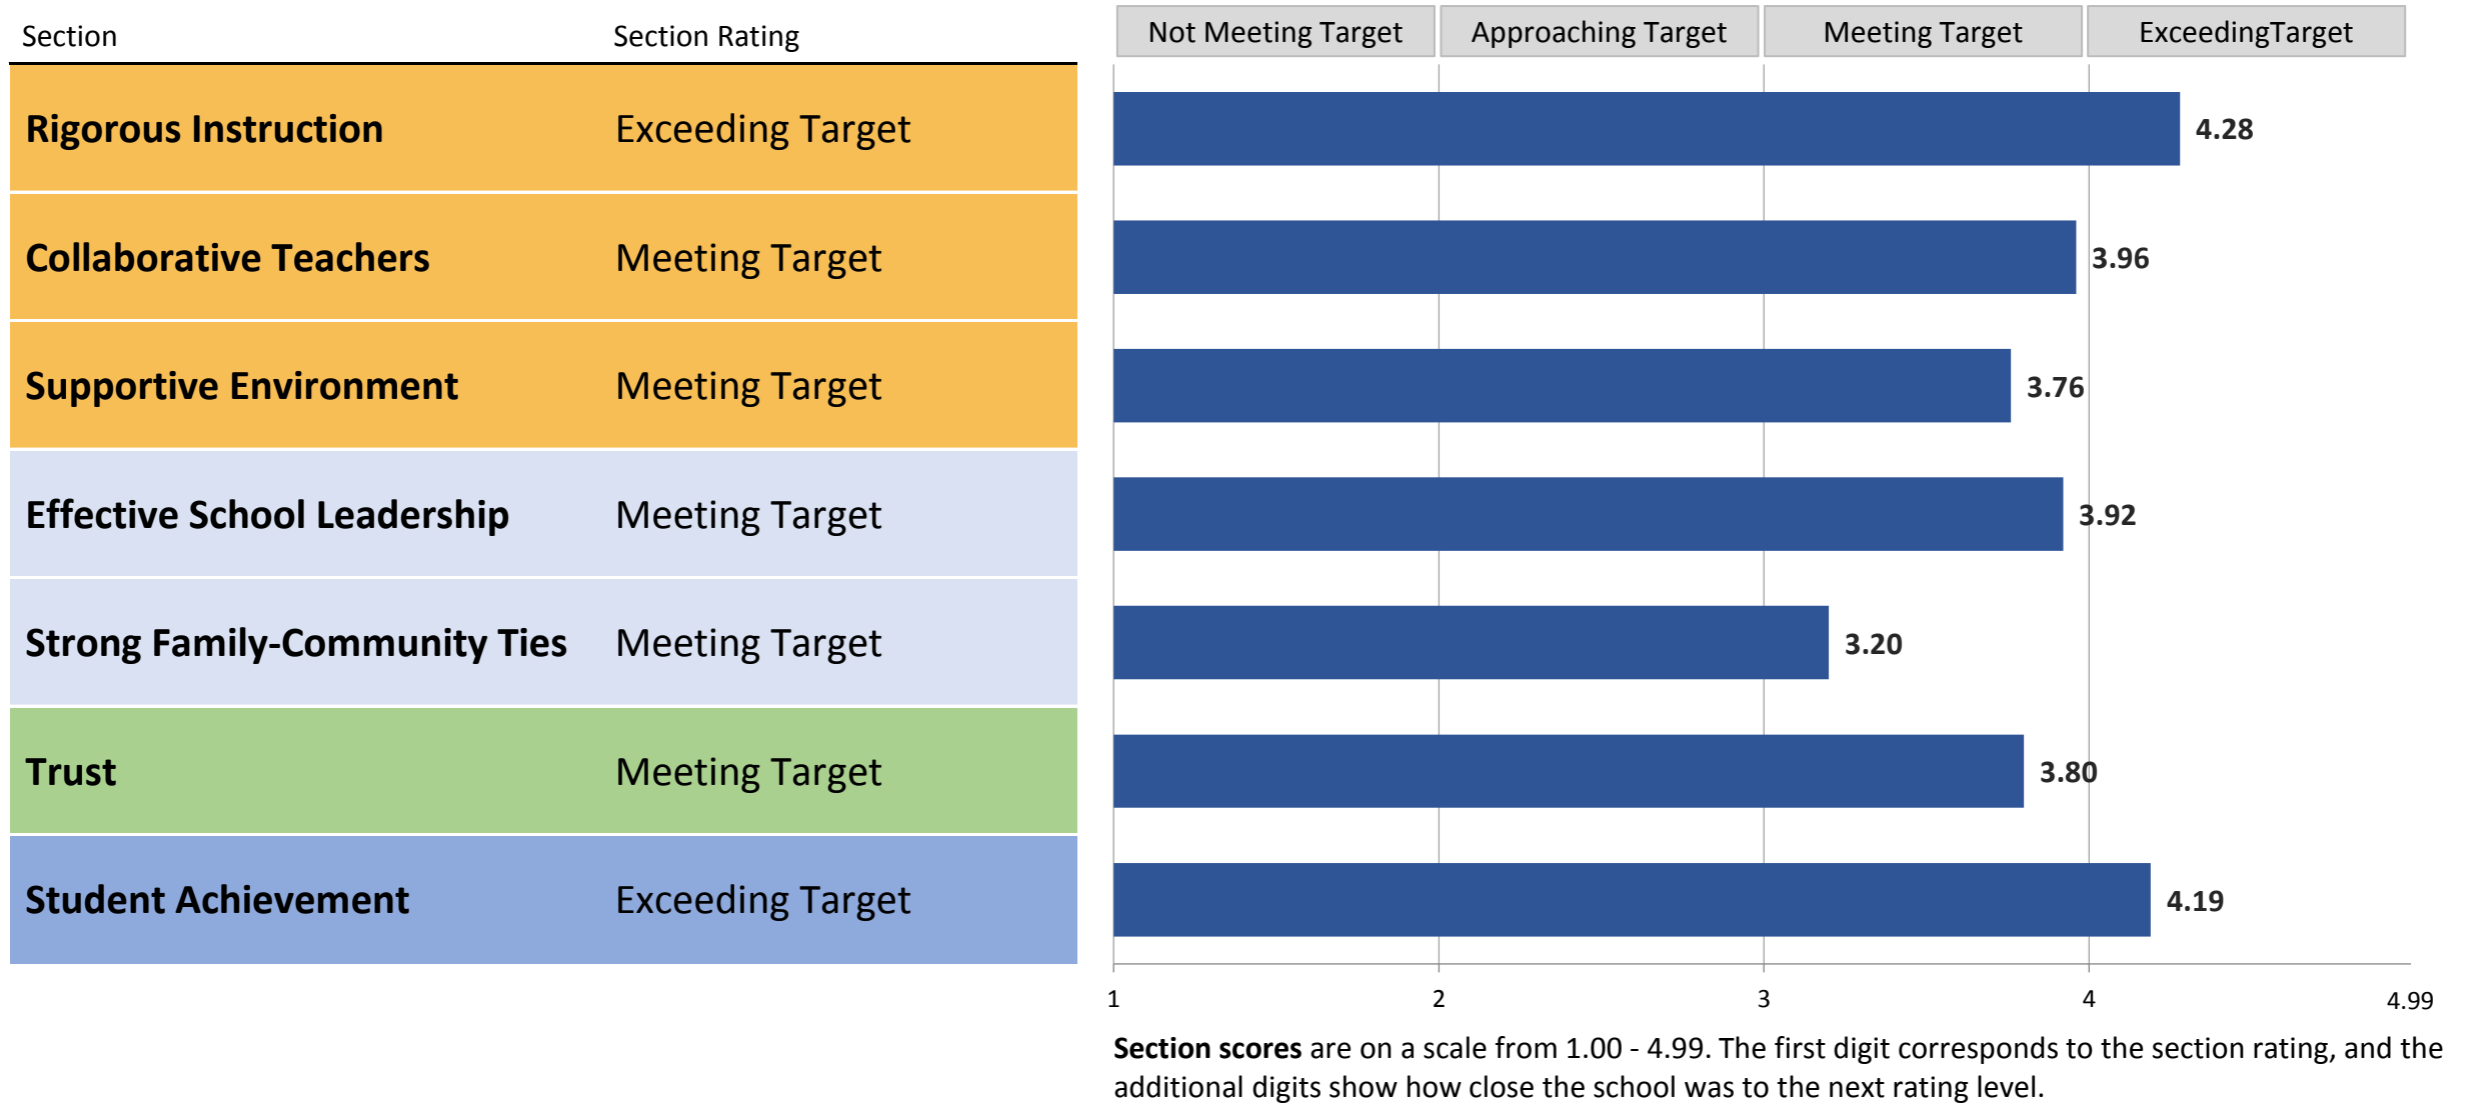 Section Section Rating Not Meeting Target Approaching Target Meeting Target ExceedingTarget
Rigorous Instruction Exceeding Target 4.28
Collaborative Teachers Meeting Target 3.96
Supportive Environment Meeting Target 3.76
Effective School Leadership Meeting Target 3.92
Strong Family-Community Ties Meeting Target 3.20
Trust Meeting Target 3.80
Student Achievement Exceeding Target 4.19
1 2 3 4 4.99
Section scores are on a scale from 1.00 - 4.99. The first digit corresponds to the section rating, and the
additional digits show how close the school was to the next rating level.